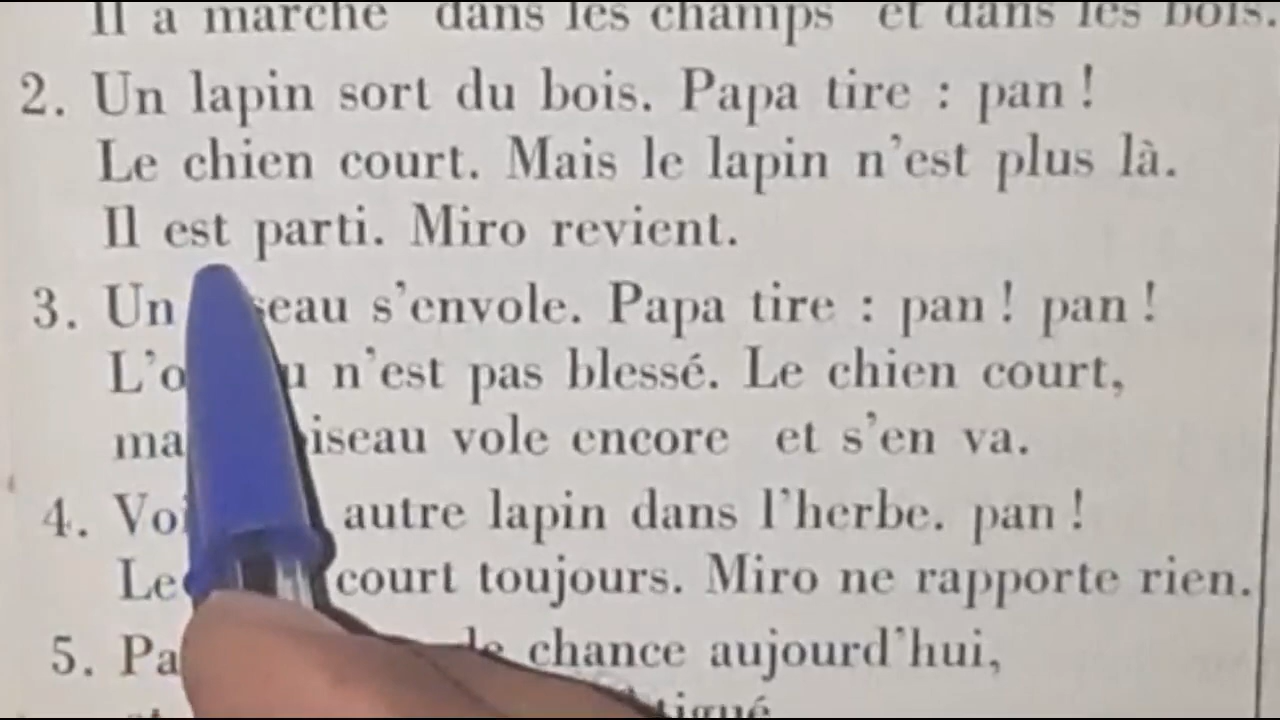 Il a marché dans les champs et dans les bois.
2. Un lapin sort du bois. Papa tire : pan !
Le chien court. Mais le lapin n'est plus là.
Il est parti. Miro revient.
3. Un s'envole. Papa tire : pan ! pan !
n'est pas blessé. Le chien court,
vole encore et s'en va.
4. autre lapin dans l'herbe. pan !
Le court toujours. Miro ne rapporte rien.
5. chance aujourd'hui,